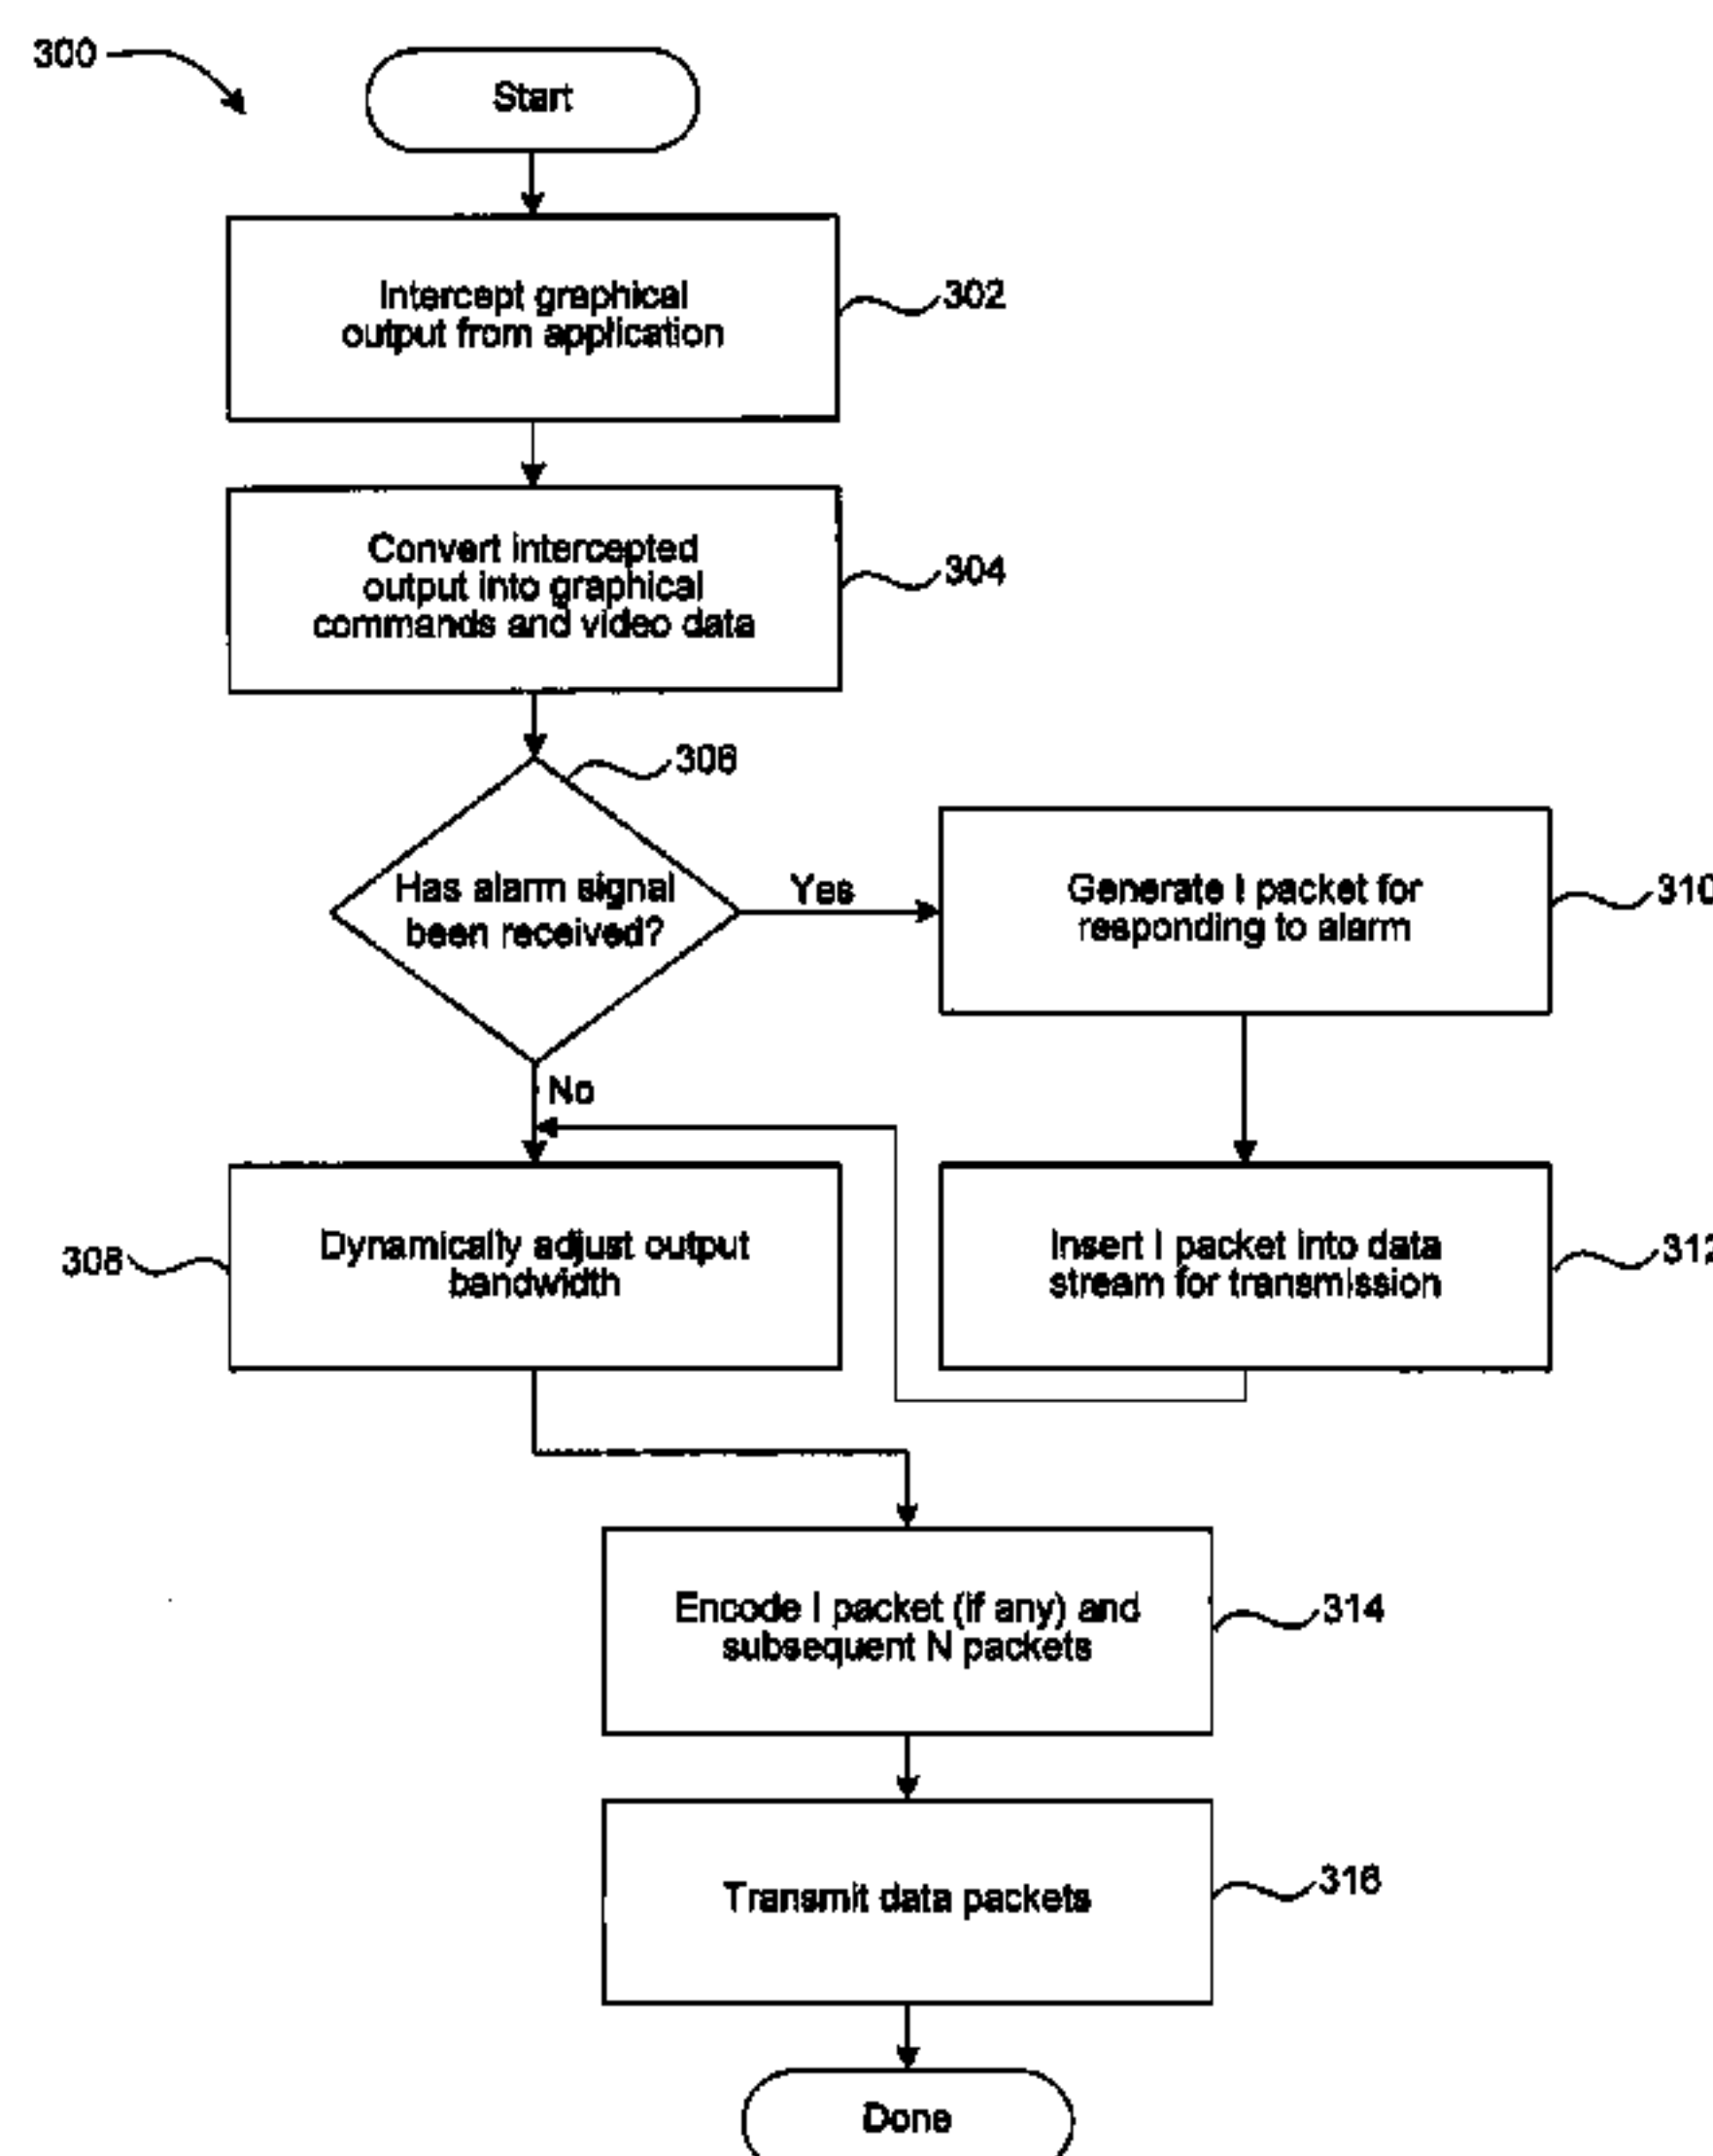 300
Start
Intercept graphical
output from application
302
Convert intercepted
output into graphical
commands and video data
304
306
Has alarm signal
been received?
Yes
Generate I packet for
responding to alarm
310
No
308
Dynamically adjust output
bandwidth
Insert I packet into data
stream for transmission
312
Encode I packet (if any) and
subsequent N packets
314
Transmit data packets
316
Done